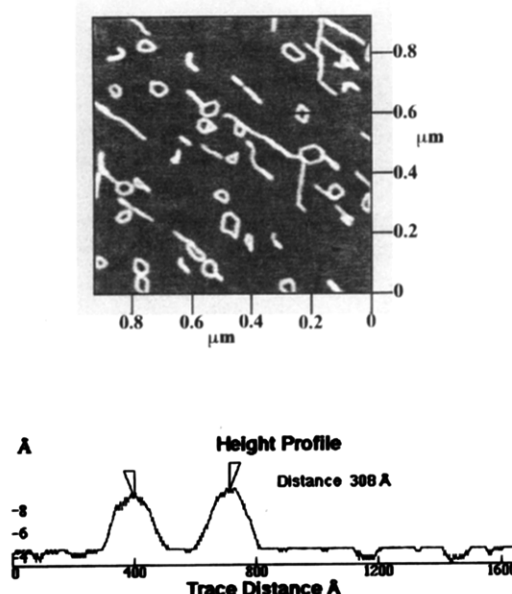 0.8
0.6
μm
0.4
0.2
0
0.8 0.6 0.4 0.2 0
μm
Å Height Profile
Distance 308 Å
-8
-6
0 400 800 1200 1600
Trace Distance Å